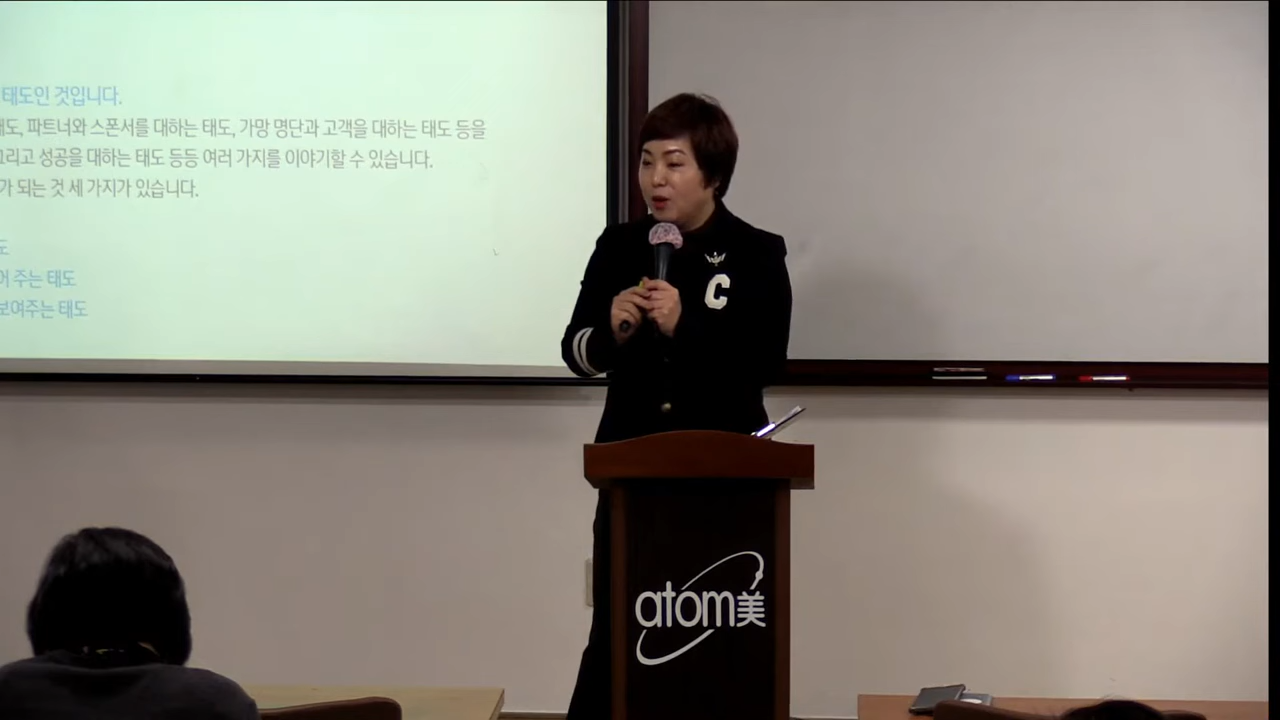 태도인 것입니다.
태도, 파트너와 스폰서를 대하는 태도, 가망 명단과 고객을 대하는 태도 등을
그리고 성공을 대하는 태도 등등 여러 가지를 이야기할 수 있습니다.
가 되는 것 세 가지가 있습니다.
도
어 주는 태도
보여주는 태도
C
atom美